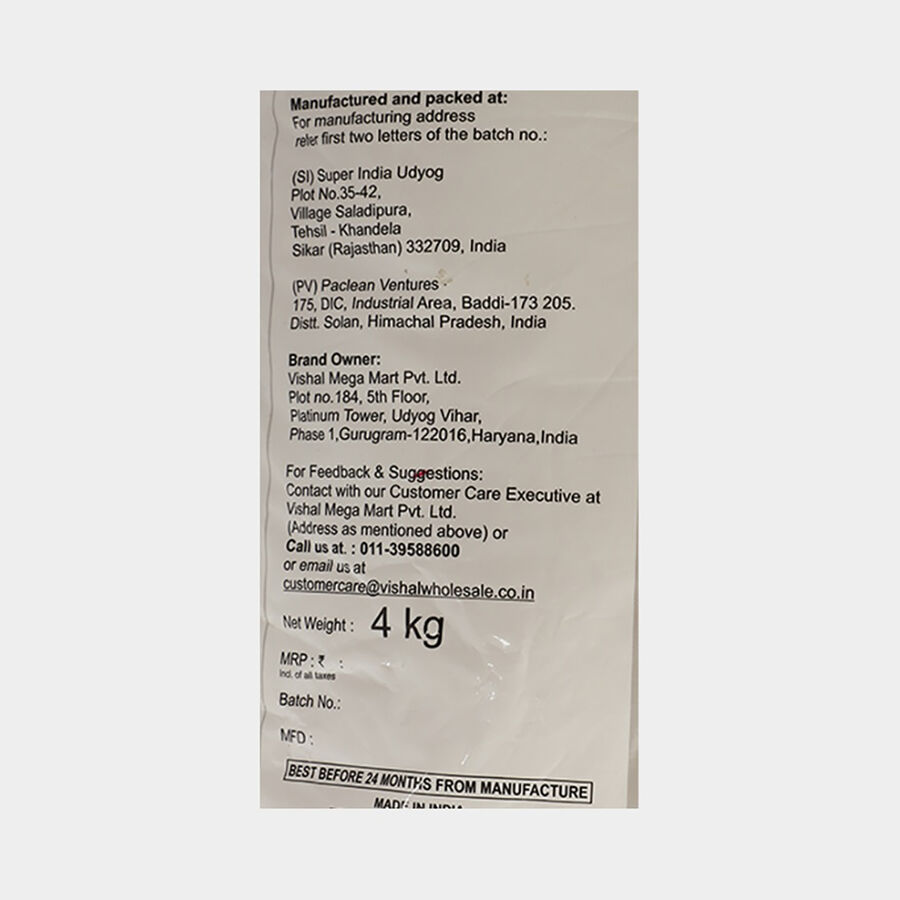 Manufactured and packed at:
For manufacturing address
refer first two letters of the batch no.:
(SI) Super India Udyog
Plot No.35-42,
Village Saladipura,
Tehsil - Khandela
Sikar (Rajasthan) 332709, India
(PV) Paclean Ventures
175, DIC, Industrial Area, Baddi-173 205.
Distt. Solan, Himachal Pradesh, India
Brand Owner:
Vishal Mega Mart Pvt. Ltd.
Plot no.184, 5th Floor,
Platinum Tower, Udyog Vihar,
Phase 1,Gurugram-122016,Haryana,India
For Feedback & Suggestions:
Contact with our Customer Care Executive at
Vishal Mega Mart Pvt. Ltd.
(Address as mentioned above) or
Call us at. : 011-39588600
or email us at
customercare@vishalwholesale.co.in
Net Weight : 4 kg
MRP : ₹ :
Incl. of all taxes
Batch No.:
MFD :
BEST BEFORE 24 MONTHS FROM MANUFACTURE
MADE IN INDIA